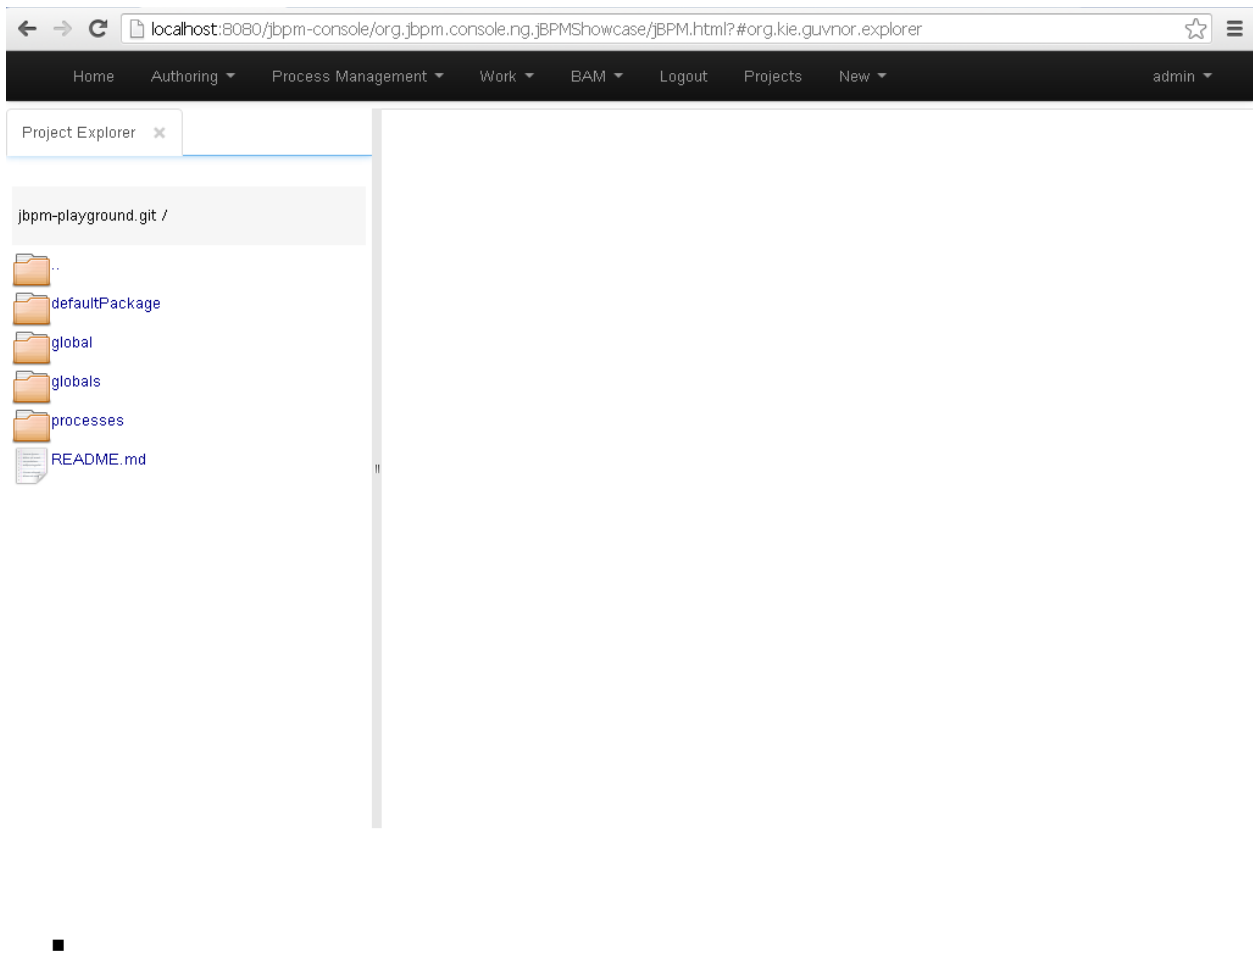 localhost:8080/jbpm-console/org.jbpm.console.ng.jBPMShowcase/jBPM.html?#org.kie.guvnor.explorer
Home Authoring Process Management Work BAM Logout Projects New admin
Project Explorer
jbpm-playground.git /
..
defaultPackage
global
globals
processes
README.md